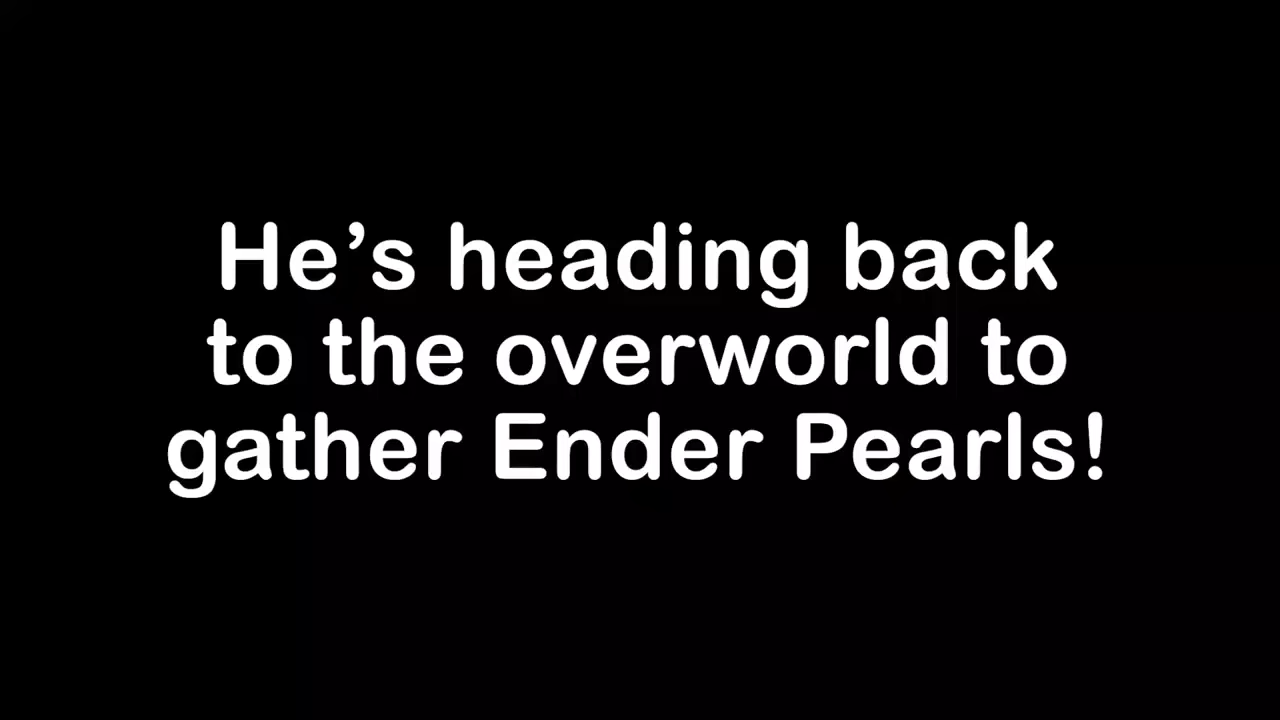 He’s heading back
to the overworld to
gather Ender Pearls!